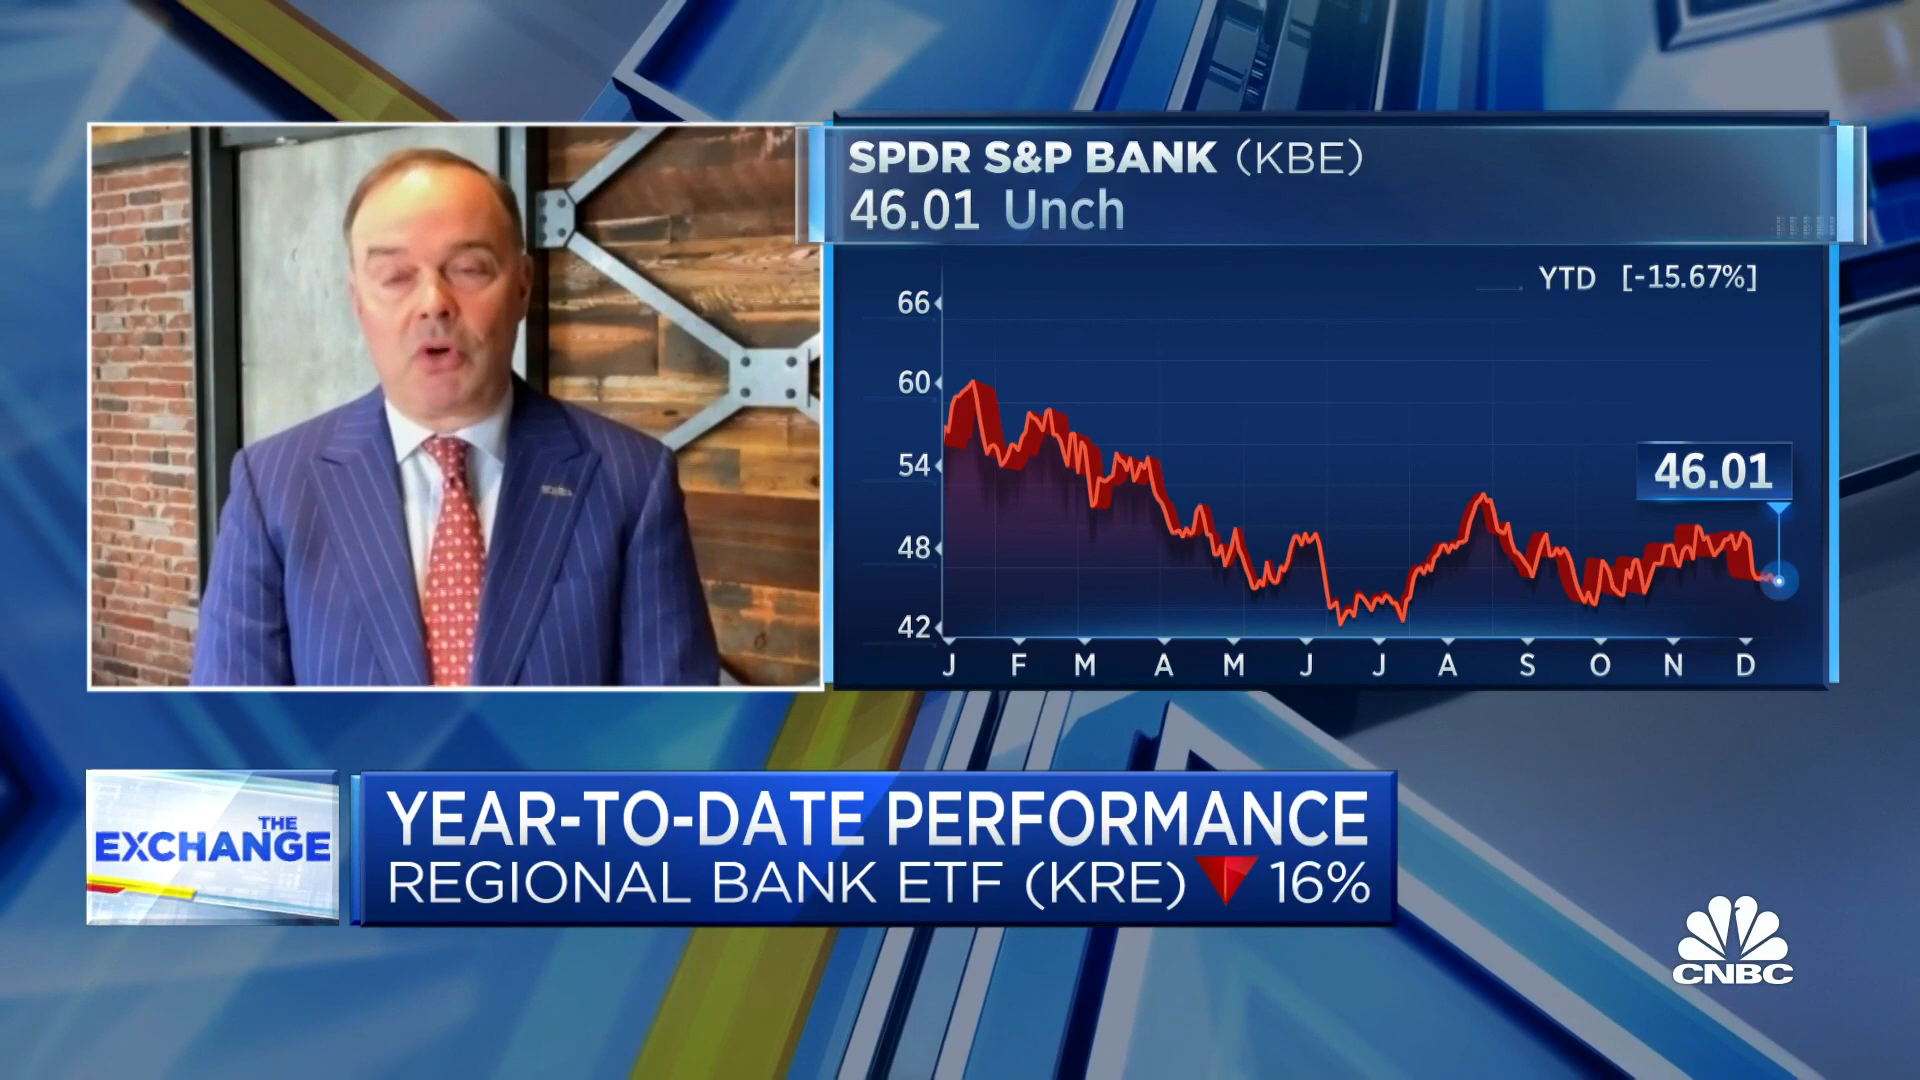 SPDR S&P BANK (KBE)
46.01 Unch
YTD [-15.67%]
66
60
54
48
42
46.01
J F M A M J J A S O N D
THE
EXCHANGE
YEAR-TO-DATE PERFORMANCE
REGIONAL BANK ETF (KRE) 16%
CNBC